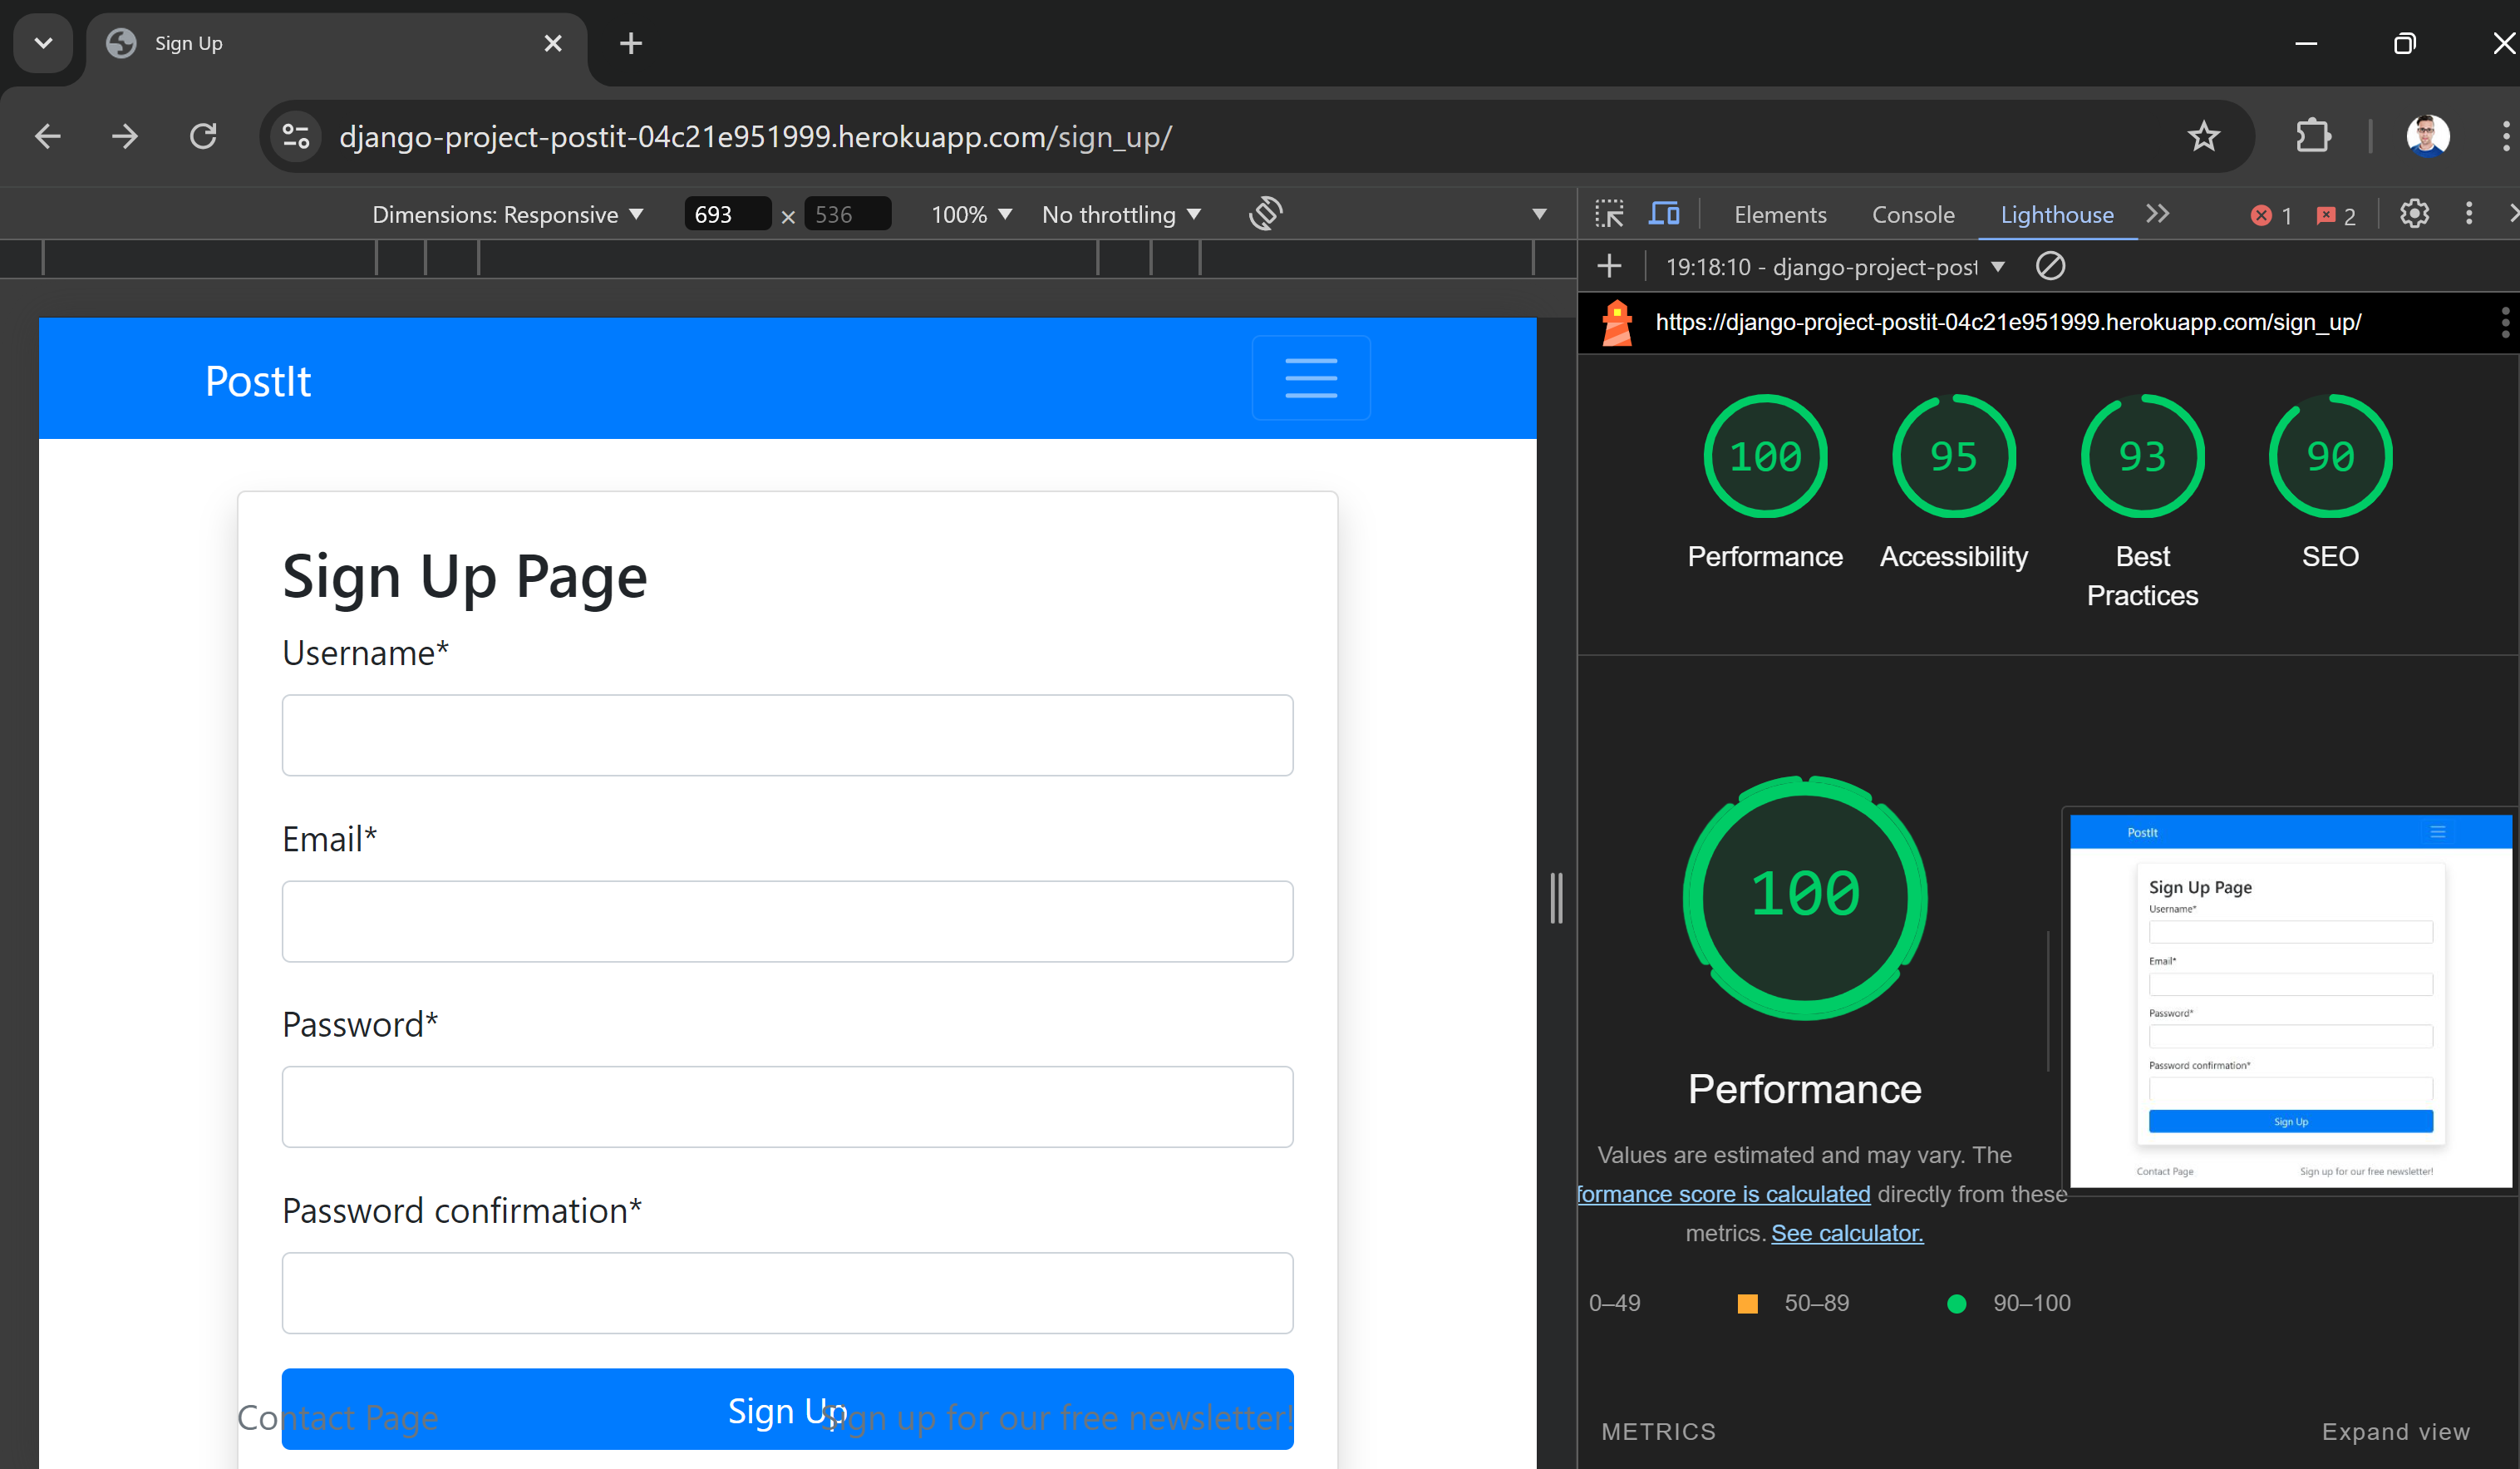 Sign Up
django-project-postit-04c21e951999.herokuapp.com/sign_up/
Dimensions: Responsive 693 × 536 100% No throttling
Elements Console Lighthouse 1 2
19:18:10 - django-project-post
https://django-project-postit-04c21e951999.herokuapp.com/sign_up/
PostIt
Sign Up Page
Username*
Email*
Password*
Password confirmation*
Sign Up
Contact Page
Sign up for our free newsletter!
100 95 93 90
Performance Accessibility Best Practices SEO
100
Performance
Values are estimated and may vary. The
formance score is calculated directly from these
metrics. See calculator.
0–49 50–89 90–100
METRICS Expand view
PostIt
Sign Up Page
Username*
Email*
Password*
Password confirmation*
Sign Up
Contact Page Sign up for our free newsletter!